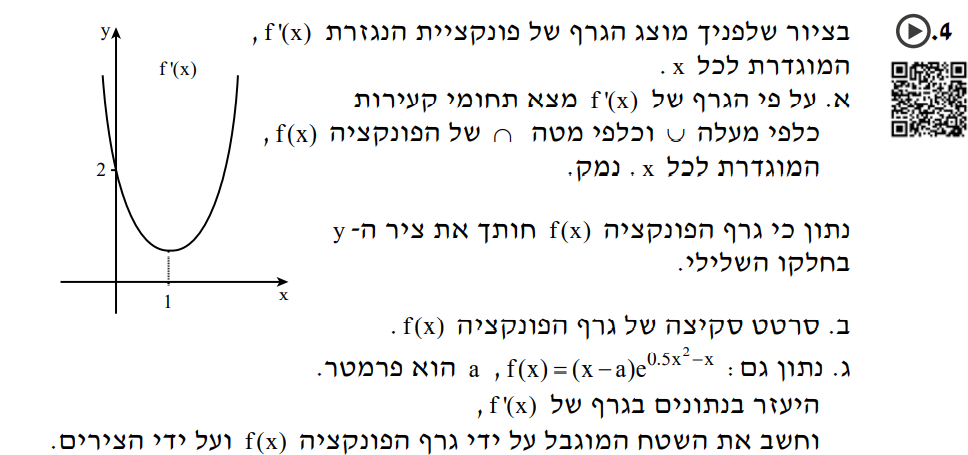 4. בציור שלפניך מוצג הגרף של פונקציית הנגזרת f'(x),
המוגדרת לכל x.
א. על פי הגרף של f'(x) מצא תחומי קעירות
כלפי מעלה ∪ וכלפי מטה ∩ של הפונקציה f(x),
המוגדרת לכל x. נמק.
נתון כי גרף הפונקציה f(x) חותך את ציר ה- y
בחלקו השלילי.
ב. סרטט סקיצה של גרף הפונקציה f(x).
ג. נתון גם: f(x)=(x−a)e^{0.5x²−x}, a הוא פרמטר.
היעזר בנתונים בגרף של f'(x),
וחשב את השטח המוגבל על ידי גרף הפונקציה f(x) ועל ידי הצירים.
y
f'(x)
2
1
x